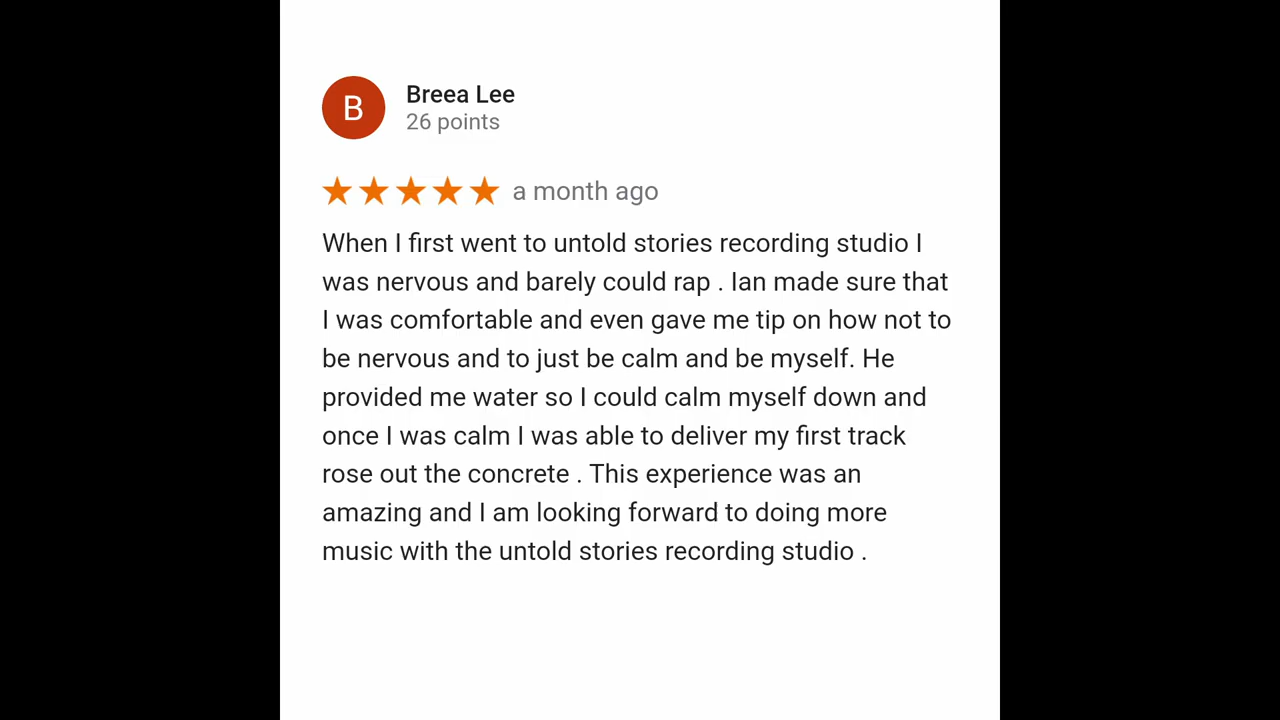 B
Breea Lee
26 points
a month ago
When I first went to untold stories recording studio I
was nervous and barely could rap . Ian made sure that
I was comfortable and even gave me tip on how not to
be nervous and to just be calm and be myself. He
provided me water so I could calm myself down and
once I was calm I was able to deliver my first track
rose out the concrete . This experience was an
amazing and I am looking forward to doing more
music with the untold stories recording studio .